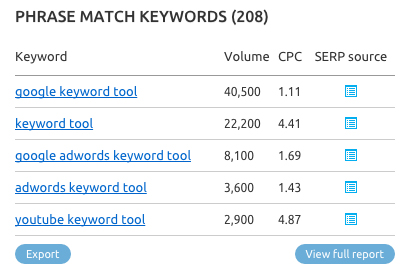 PHRASE MATCH KEYWORDS (208)
Keyword Volume CPC SERP source
google keyword tool 40,500 1.11
keyword tool 22,200 4.41
google adwords keyword tool 8,100 1.69
adwords keyword tool 3,600 1.43
youtube keyword tool 2,900 4.87
Export View full report